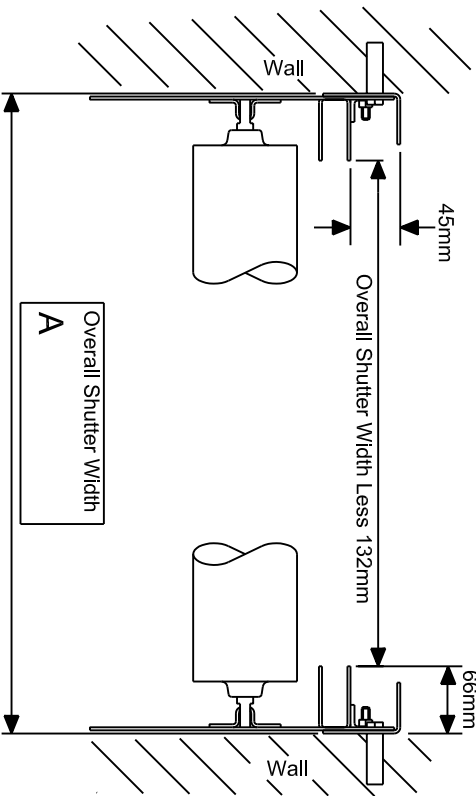 Wall
45mm
Overall Shutter Width Less 132mm
Overall Shutter Width
A
66mm
Wall